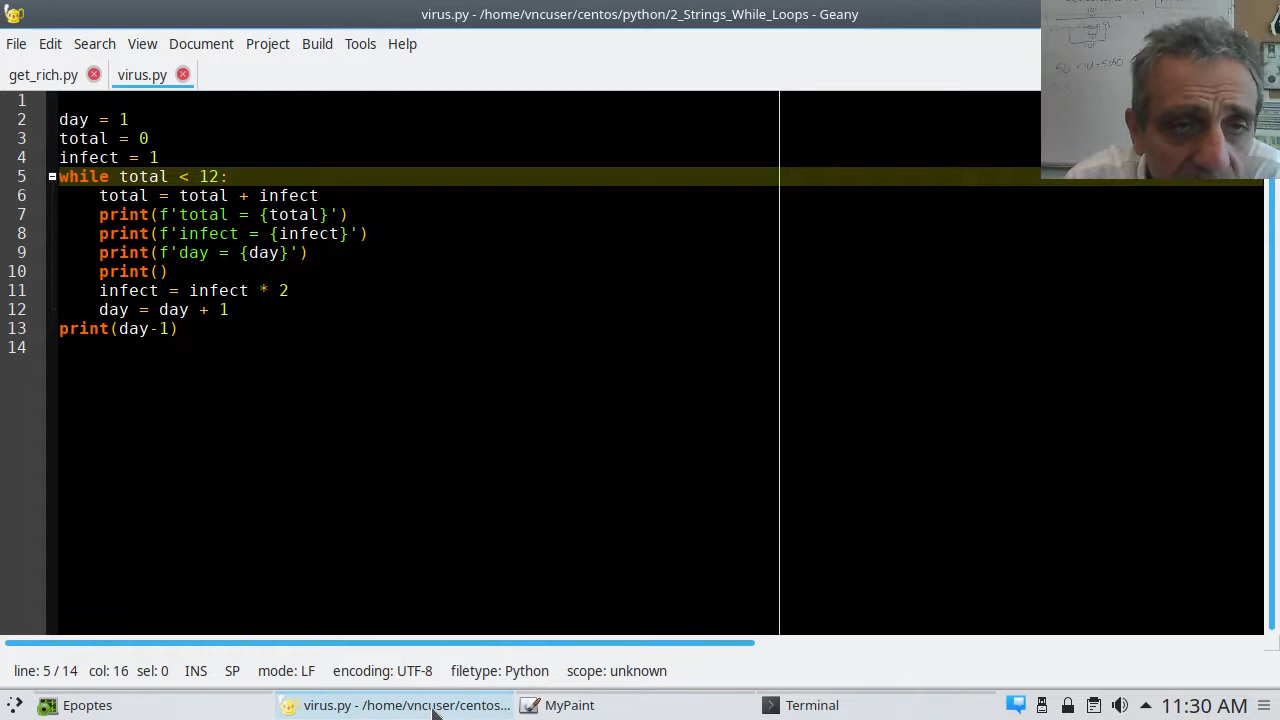 virus.py - /home/vncuser/centos/python/2_Strings_While_Loops - Geany
File Edit Search View Document Project Build Tools Help
get_rich.py virus.py
1
2 day = 1
3 total = 0
4 infect = 1
5 while total < 12:
6 total = total + infect
7 print(f'total = {total}')
8 print(f'infect = {infect}')
9 print(f'day = {day}')
10 print()
11 infect = infect * 2
12 day = day + 1
13 print(day-1)
14
line: 5 / 14 col: 16 sel: 0 INS SP mode: LF encoding: UTF-8 filetype: Python scope: unknown
Epoptes virus.py - /home/vncuser/centos... MyPaint Terminal 11:30 AM